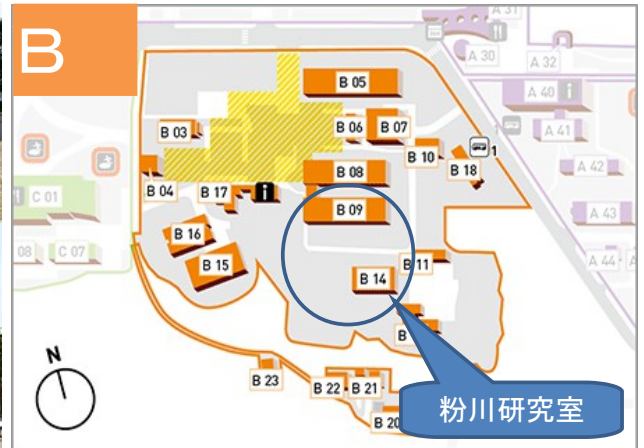 B
A 31
A 30
A 32
B 05
A 40
B 03
B 06
B 07
1
A 41
B 10
1
B 08
B 18
A 42
B 04
B 17
C 01
B 09
A 43
B 16
08
C 07
B 15
B 11
A 44
A
B 14
B
N
B 23
B 22
B 21
B 20
粉川研究室